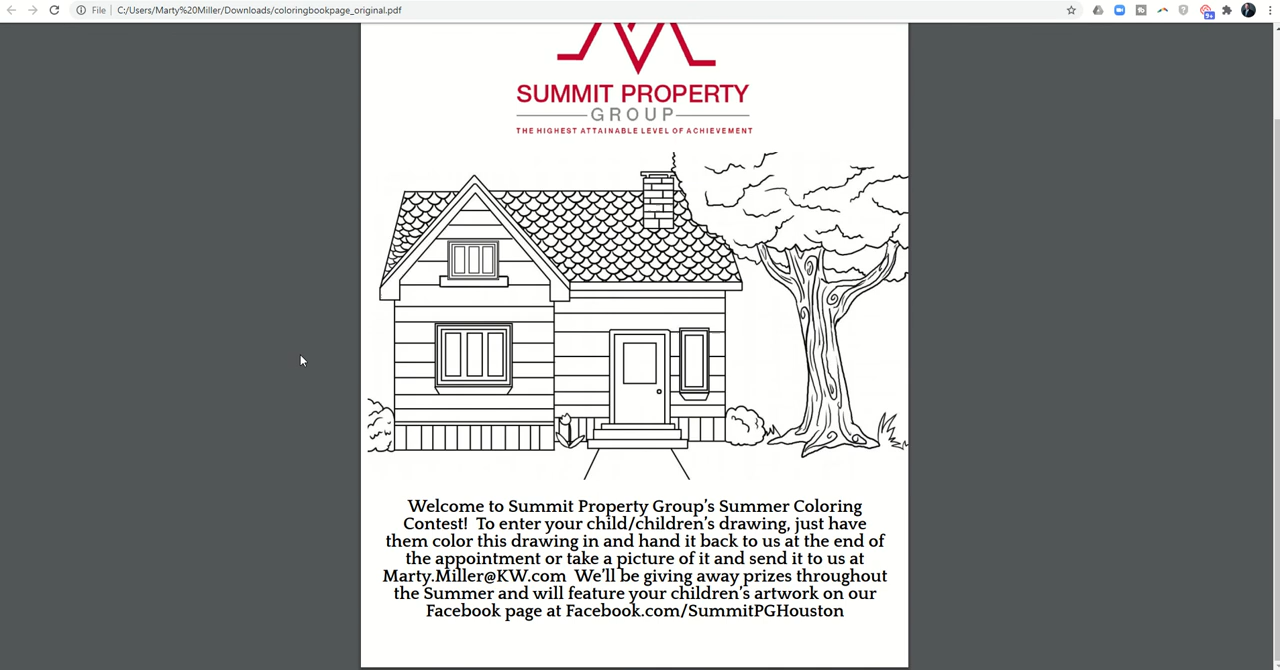 File
C:/Users/Marty%20Miller/Downloads/coloringbookpage_original.pdf
9+
SUMMIT PROPERTY
GROUP
THE HIGHEST ATTAINABLE LEVEL OF ACHIEVEMENT
Welcome to Summit Property Group's Summer Coloring
Contest!  To enter your child/children's drawing, just have
them color this drawing in and hand it back to us at the end of
the appointment or take a picture of it and send it to us at
Marty.Miller@KW.com  We'll be giving away prizes throughout
the Summer and will feature your children's artwork on our
Facebook page at Facebook.com/SummitPGHouston